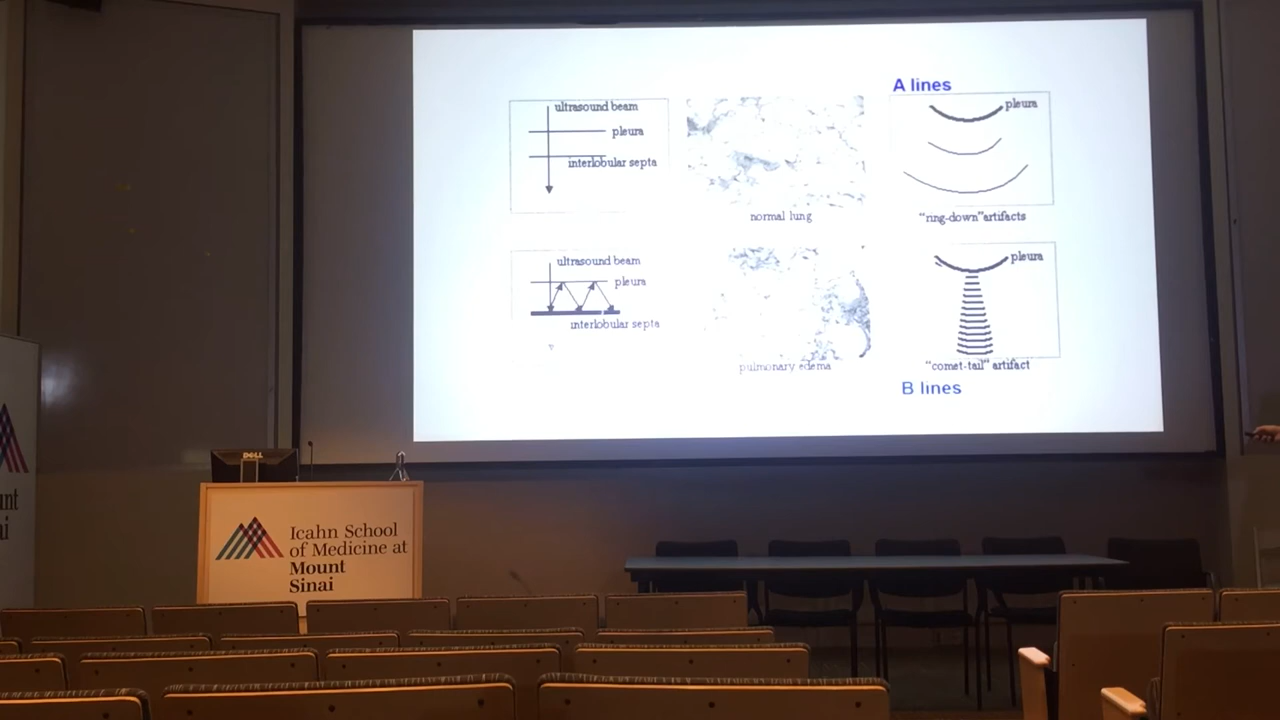 A lines
ultrasound beam
pleura
interlobular septa
normal lung
pleura
"ring-down" artifacts
ultrasound beam
pleura
interlobular septa
pulmonary edema
pleura
"comet-tail" artifact
B lines
DELL
Icahn School
of Medicine at
Mount
Sinai